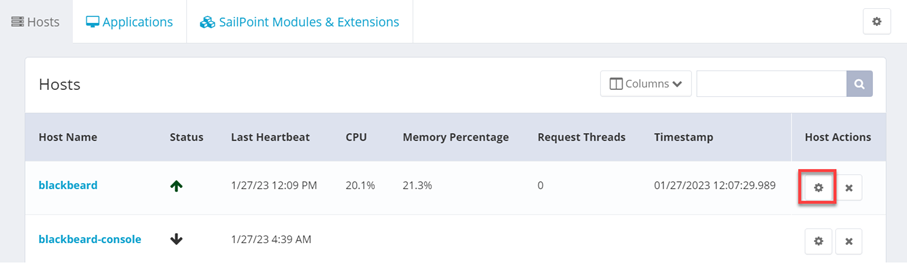 Hosts Applications SailPoint Modules & Extensions
Hosts Columns
Host Name Status Last Heartbeat CPU Memory Percentage Request Threads Timestamp Host Actions
blackbeard 1/27/23 12:09 PM 20.1% 21.3% 0 01/27/2023 12:07:29.989
blackbeard-console 1/27/23 4:39 AM